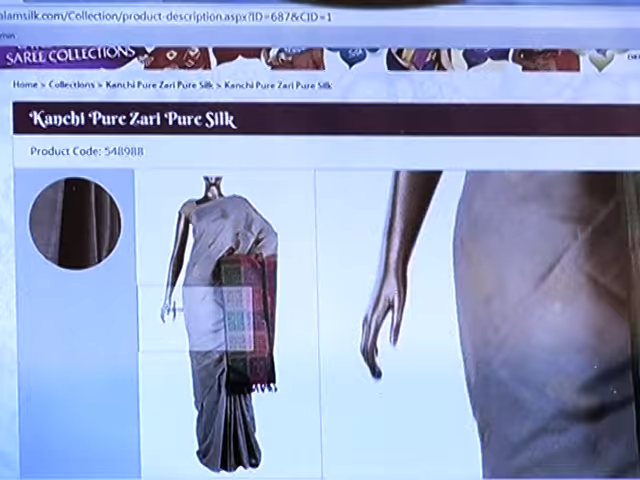 alamsilk.com/Collection/product-description.aspx?ID=687&CID=1
min
SAREE COLLECTIONS
Home > Collections > Kanchi Pure Zari Pure Silk > Kanchi Pure Zari Pure Silk
Kanchi Pure Zari Pure Silk
Product Code: 548988